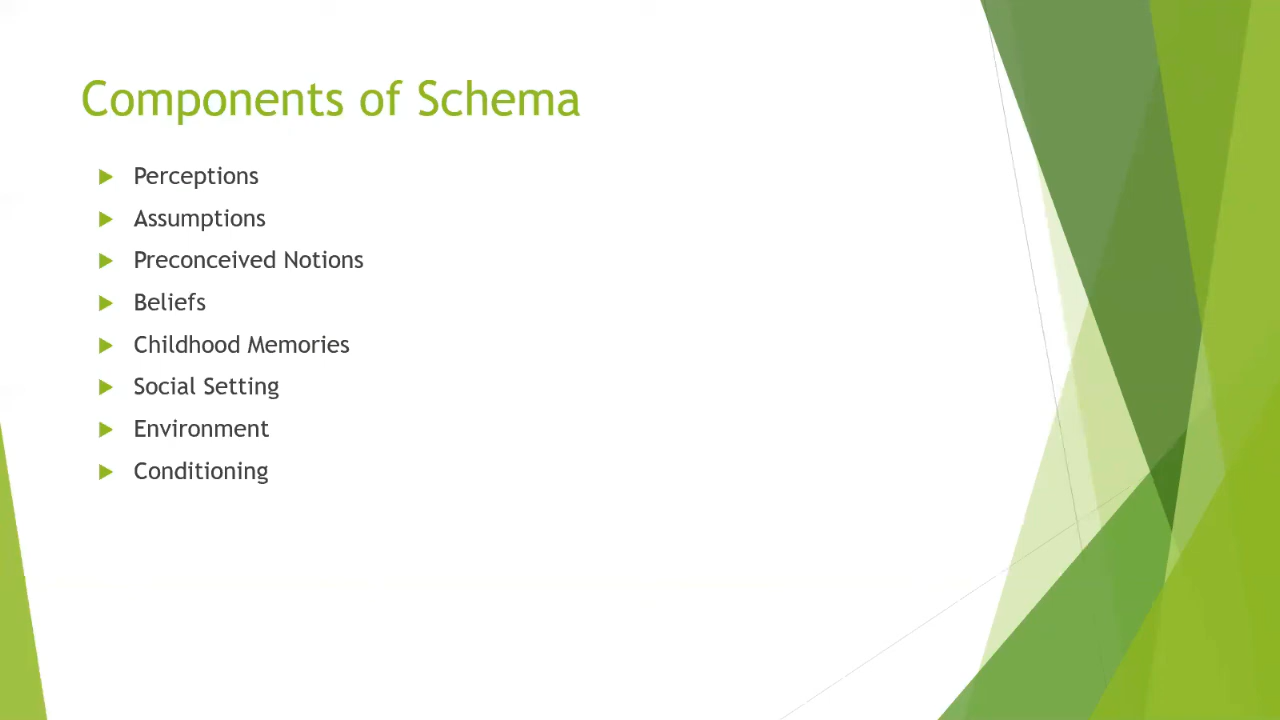 Components of Schema
Perceptions
Assumptions
Preconceived Notions
Beliefs
Childhood Memories
Social Setting
Environment
Conditioning